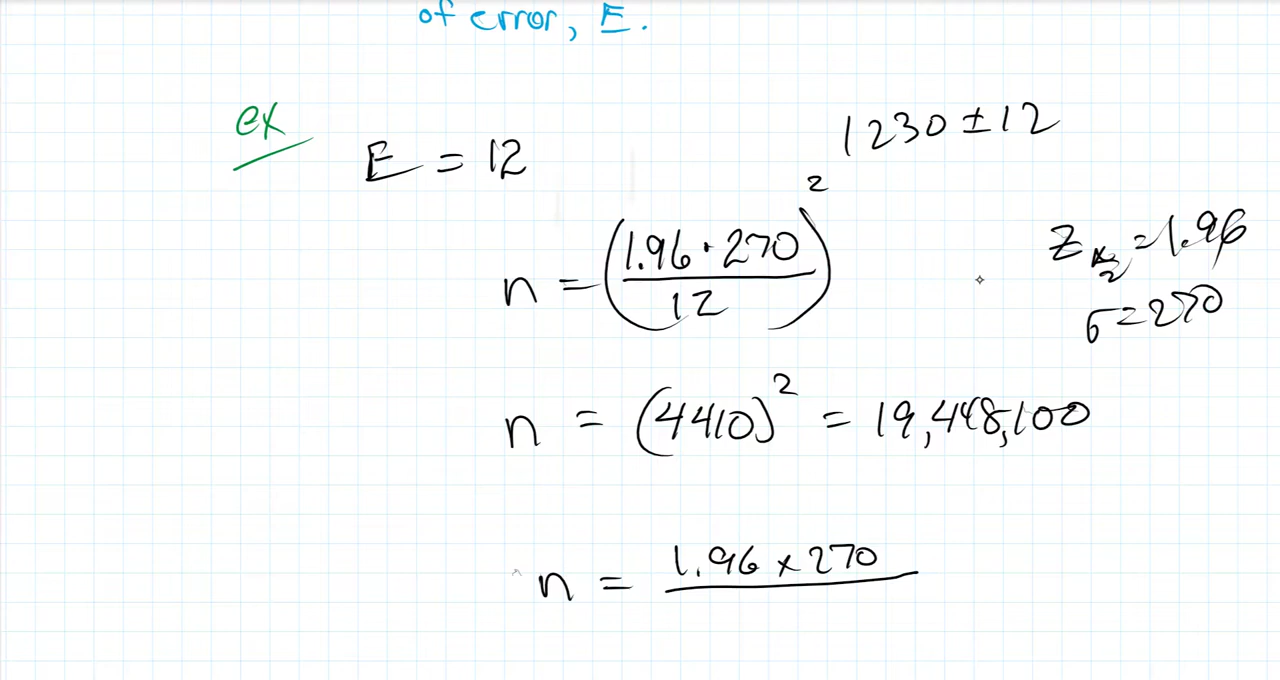 of error, E.
ex
E = 12
1230 ± 12
n = (1.96 · 270 / 12)²
z α/2 = 1.96
σ = 270
n = (4410)² = 19,448,100
n = 1.96 x 270